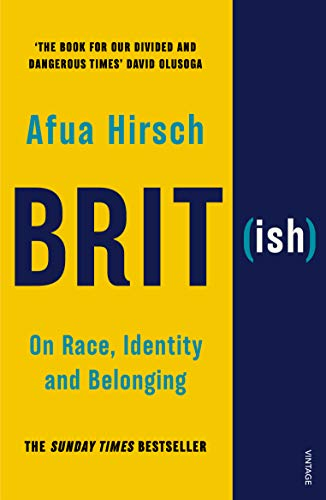 ‘THE BOOK FOR OUR DIVIDED AND
DANGEROUS TIMES’ DAVID OLUSOGA
Afua Hirsch
BRIT(ish)
On Race, Identity
and Belonging
THE SUNDAY TIMES BESTSELLER
VINTAGE